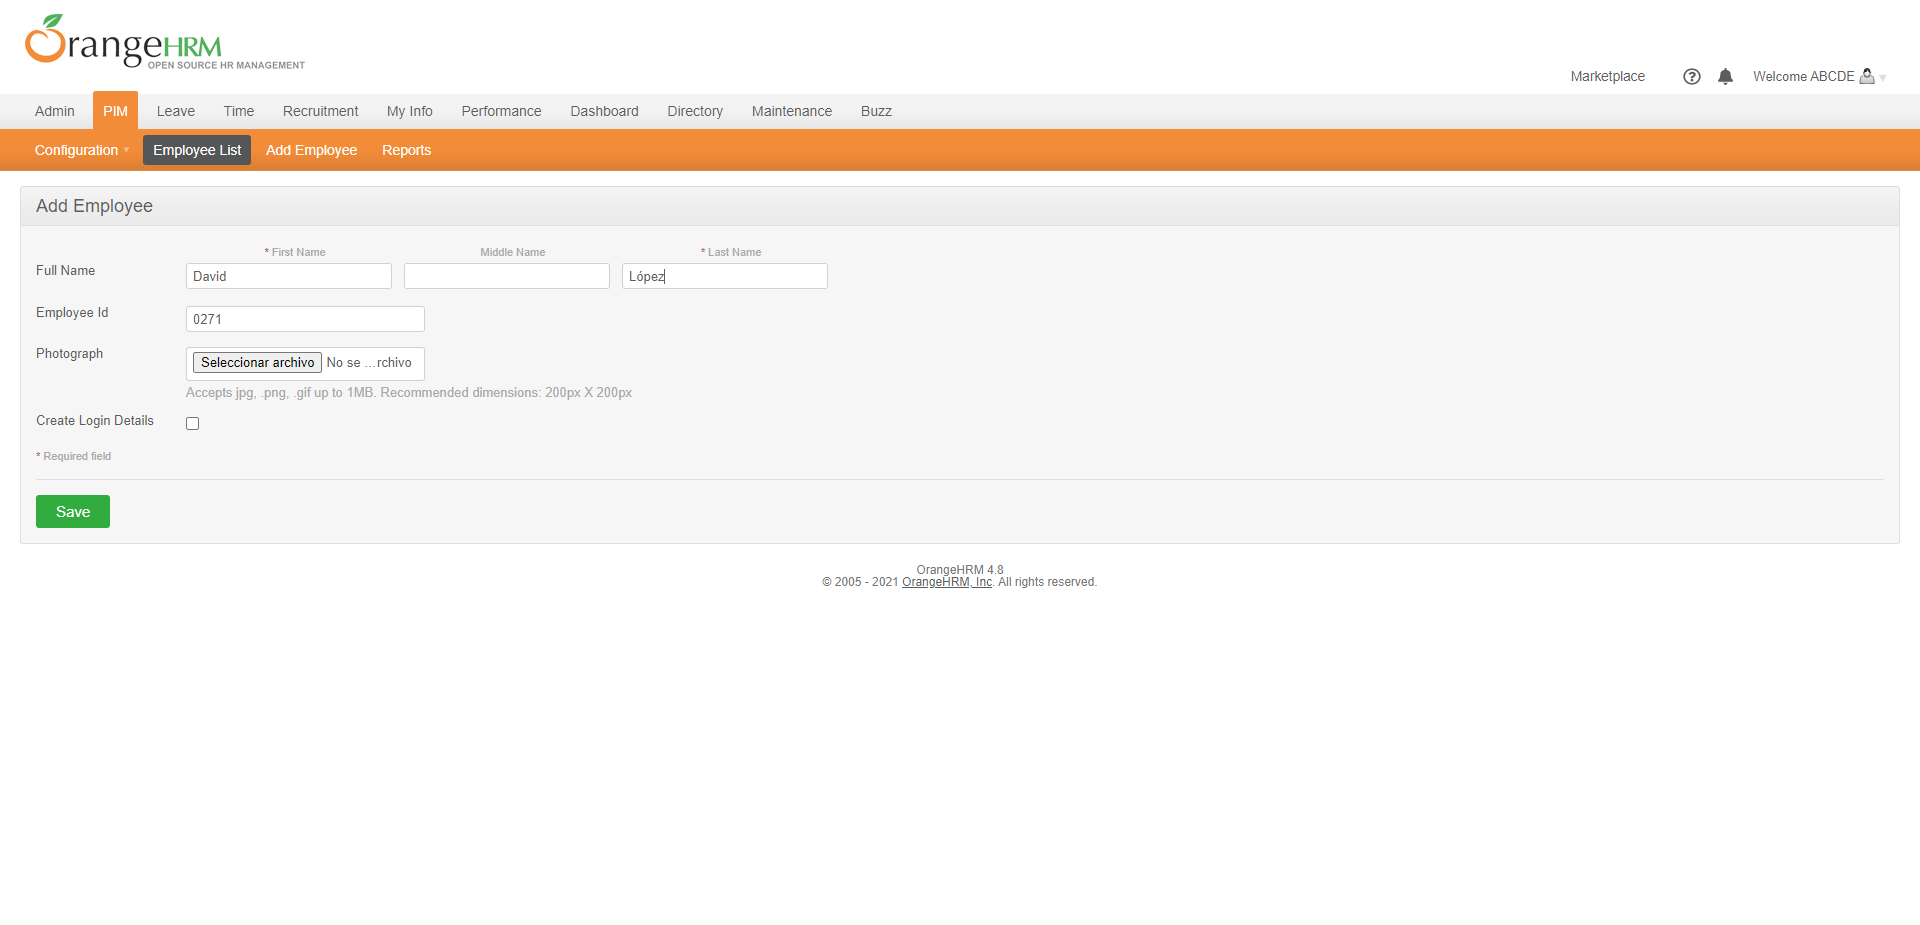 OrangeHRM
OPEN SOURCE HR MANAGEMENT
Marketplace Welcome ABCDE
Admin PIM Leave Time Recruitment My Info Performance Dashboard Directory Maintenance Buzz
Configuration Employee List Add Employee Reports
Add Employee
* First Name Middle Name * Last Name
Full Name David López
Employee Id 0271
Photograph Seleccionar archivo No se …rchivo
Accepts jpg, .png, .gif up to 1MB. Recommended dimensions: 200px X 200px
Create Login Details
* Required field
Save
OrangeHRM 4.8
© 2005 - 2021 OrangeHRM, Inc. All rights reserved.